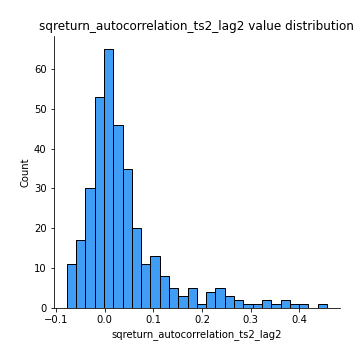 sqreturn_autocorrelation_ts2_lag2 value distribution
60
50
40
30
20
10
0
Count
−0.1 0.0 0.1 0.2 0.3 0.4
sqreturn_autocorrelation_ts2_lag2